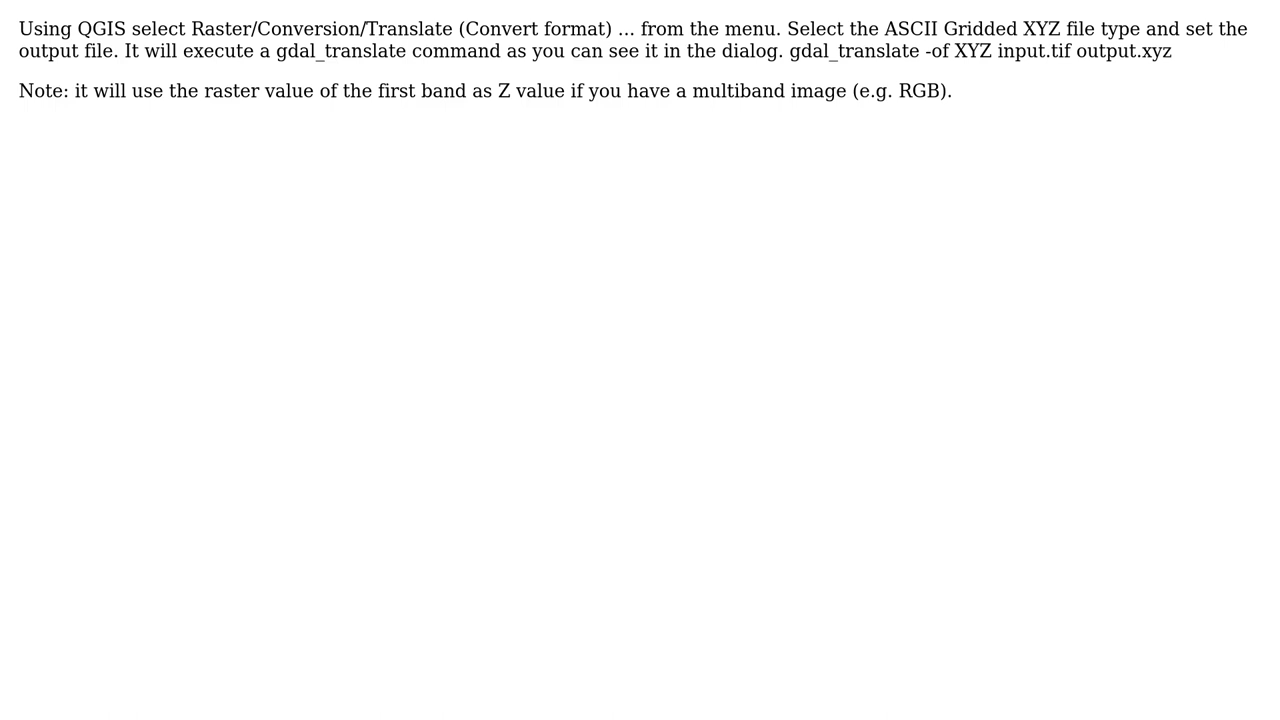 Using QGIS select Raster/Conversion/Translate (Convert format) ... from the menu. Select the ASCII Gridded XYZ file type and set the
output file. It will execute a gdal_translate command as you can see it in the dialog. gdal_translate -of XYZ input.tif output.xyz
Note: it will use the raster value of the first band as Z value if you have a multiband image (e.g. RGB).